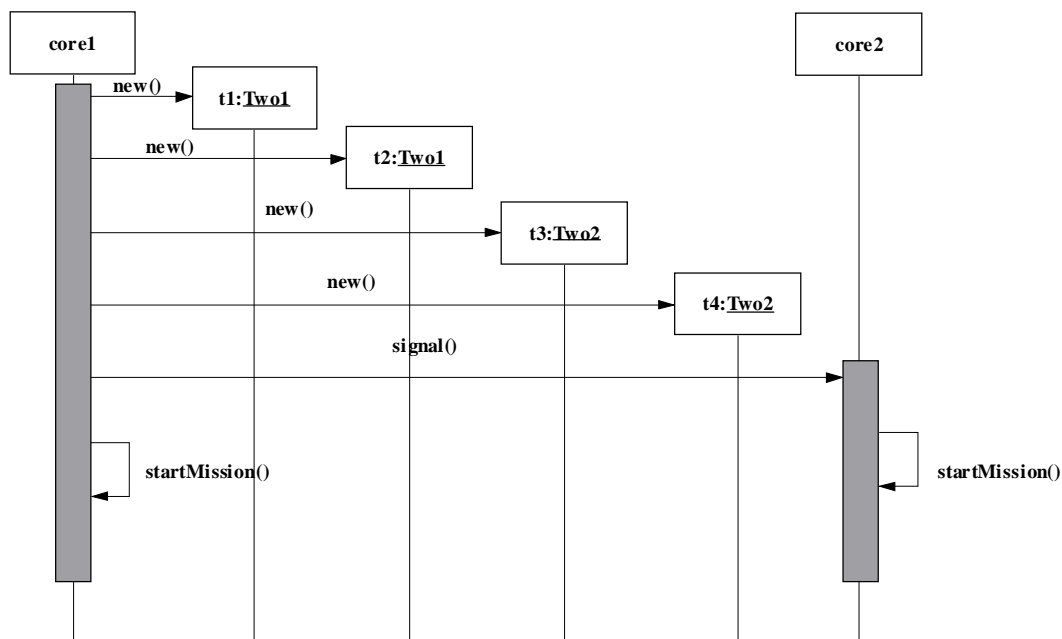 core1
core2
new()
t1:Two1
new()
t2:Two1
new()
t3:Two2
new()
t4:Two2
signal()
startMission()
startMission()